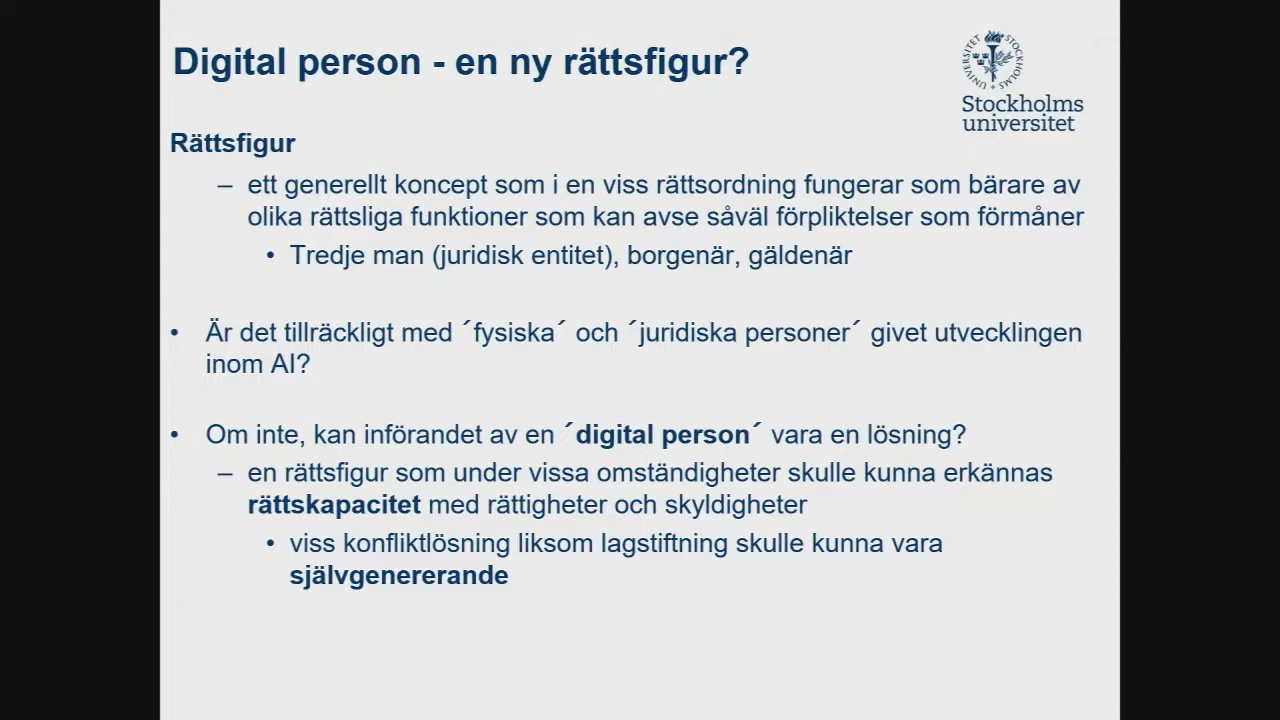 Digital person - en ny rättsfigur?
STOCKHOLMS UNIVERSITET
Stockholms
universitet
Rättsfigur
– ett generellt koncept som i en viss rättsordning fungerar som bärare av
olika rättsliga funktioner som kan avse såväl förpliktelser som förmåner
• Tredje man (juridisk entitet), borgenär, gäldenär
• Är det tillräckligt med ´fysiska´ och ´juridiska personer´ givet utvecklingen
inom AI?
• Om inte, kan införandet av en ´digital person´ vara en lösning?
– en rättsfigur som under vissa omständigheter skulle kunna erkännas
rättskapacitet med rättigheter och skyldigheter
• viss konfliktlösning liksom lagstiftning skulle kunna vara
självgenererande